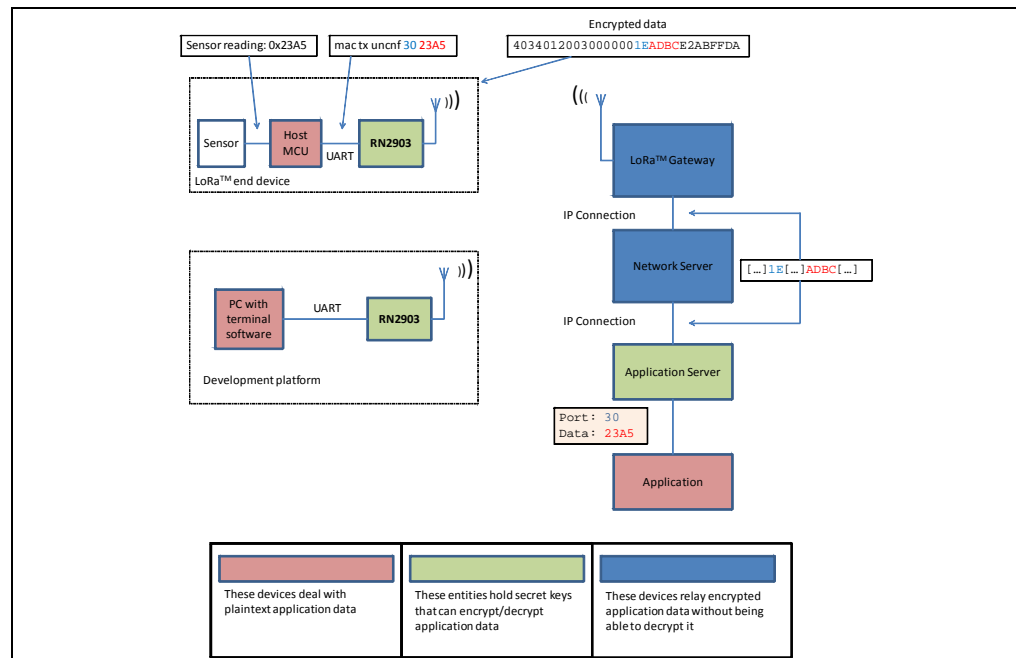 Encrypted data
Sensor reading: 0x23A5
mac tx uncnf 30 23A5
40340120030000001EADBCE2ABFFDA
Sensor
Host
MCU
UART
RN2903
)))
LoRa™ end device
(((
LoRa™ Gateway
IP Connection
Network Server
[…]1E[…]ADBC[…]
PC with
terminal
software
UART
RN2903
)))
Development platform
IP Connection
Application Server
Port: 30
Data: 23A5
Application
These devices deal with
plaintext application data
These entities hold secret keys
that can encrypt/decrypt
application data
These devices relay encrypted
application data without being
able to decrypt it